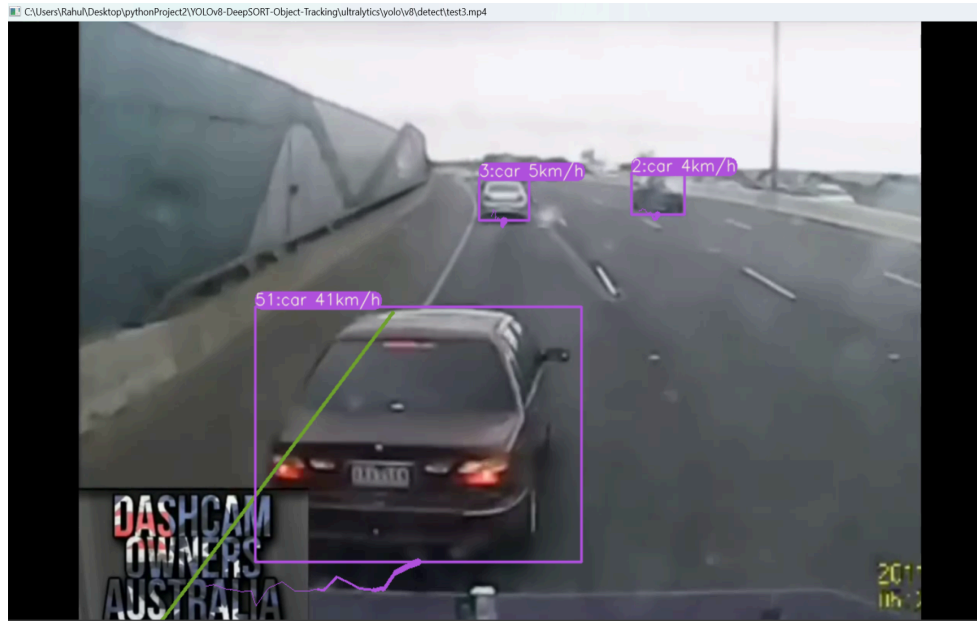 C:\Users\Rahul\Desktop\pythonProject2\YOLOv8-DeepSORT-Object-Tracking\ultralytics\yolo\v8\detect\test3.mp4
3:car 5km/h
2:car 4km/h
51:car 41km/h
DASHCAM
OWNERS
AUSTRALIA